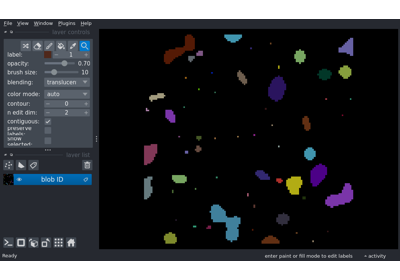 File View Window Plugins Help
layer controls
label: 1
opacity: 0.70
brush size: 10
blending: translucen
color mode: auto
contour: 0
n edit dim: 2
contiguous:
preserve
labels:
show
selected:
layer list
blob ID
Ready enter paint or fill mode to edit labels activity